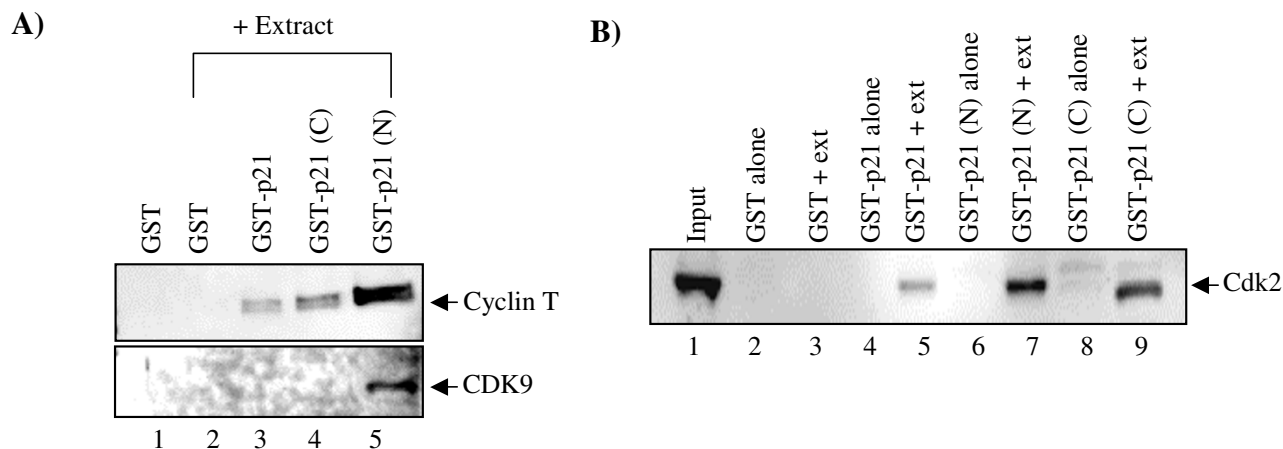 A)
+ Extract
GST
GST
GST-p21
GST-p21 (C)
GST-p21 (N)
Cyclin T
CDK9
1 2 3 4 5
B)
Input
GST alone
GST + ext
GST-p21 alone
GST-p21 + ext
GST-p21 (N) alone
GST-p21 (N) + ext
GST-p21 (C) alone
GST-p21 (C) + ext
Cdk2
1 2 3 4 5 6 7 8 9